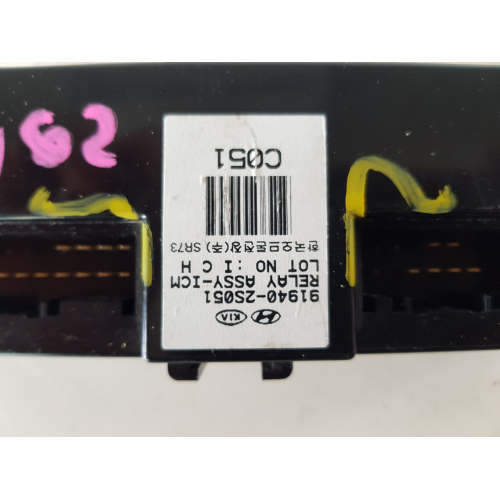 KIA
91940-2S051
RELAY ASSY-ICM
LOT NO : I C H
한국오므론전장(주) SR73
C051